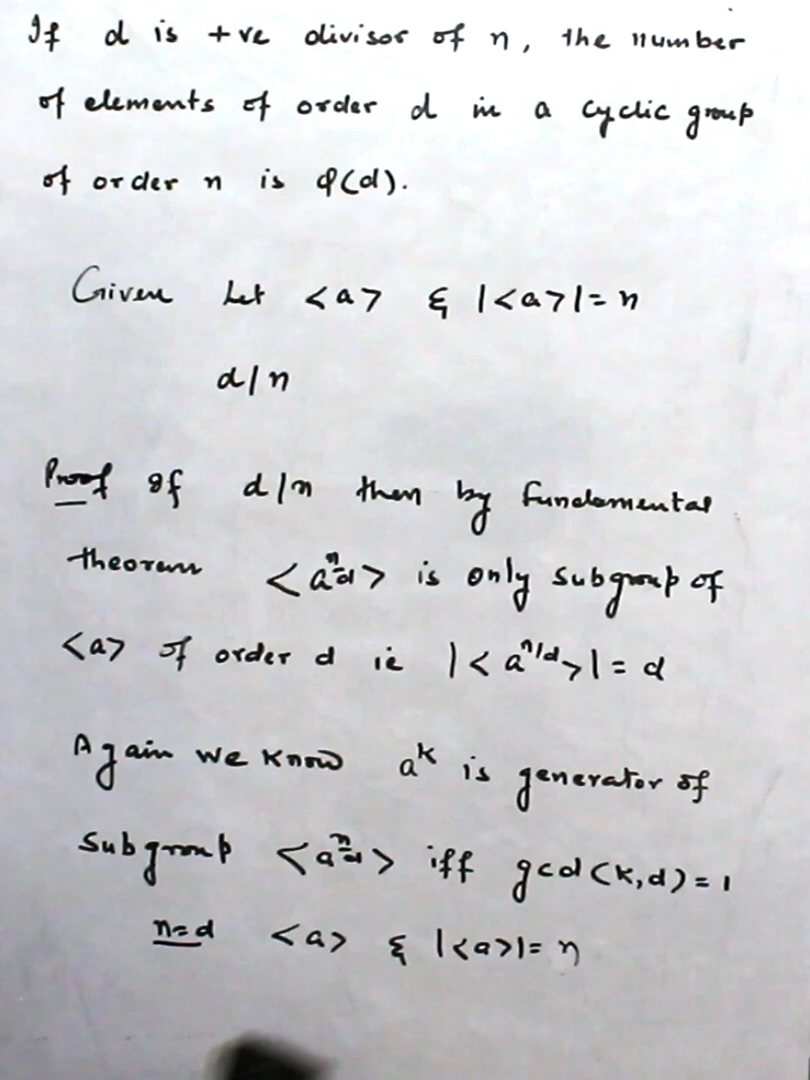 If d is +ve divisor of n, the number
of elements of order d in a cyclic group
of order n is φ(d).
Given Let <a> & |<a>|= n
d/n
Proof If d/n then by fundamental
theorem <a^n/d> is only subgroup of
<a> of order d ie |<a^n/d>| = d
Again we know a^k is generator of
subgroup <a^n/d> iff gcd(k,d)=1
n=d <a> & |<a>|= n